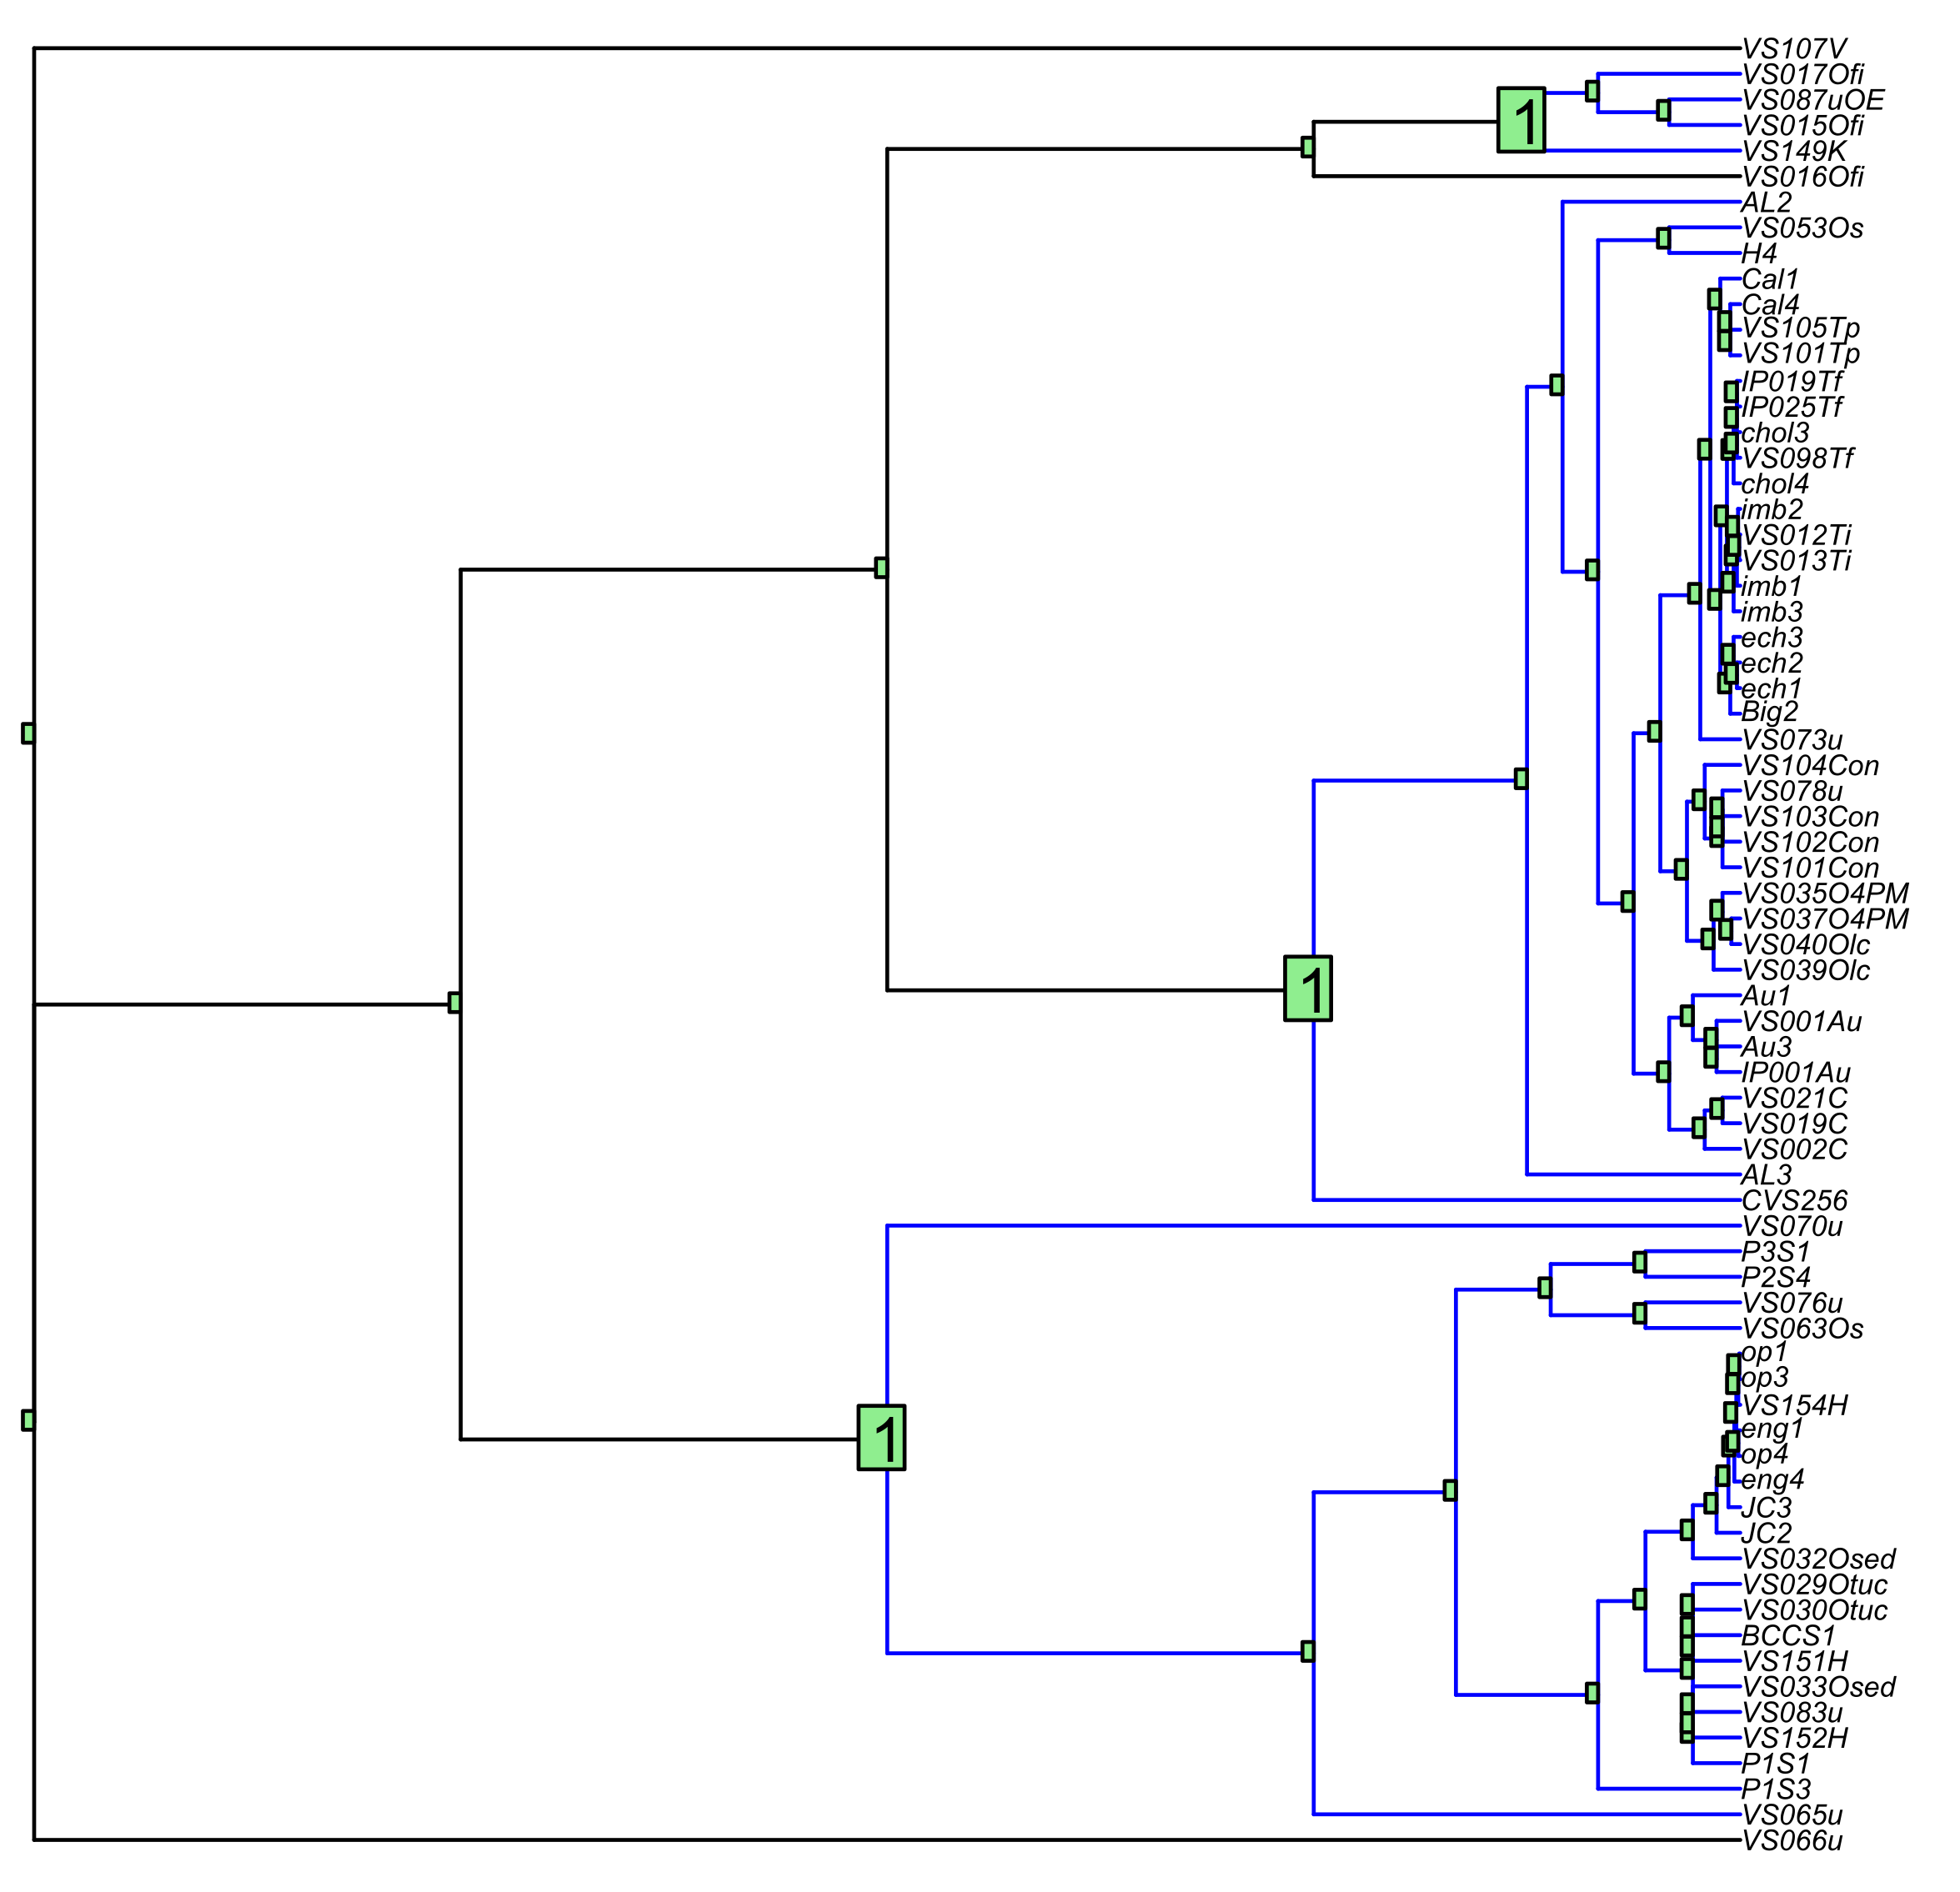 VS107V
VS017Ofi
VS087uOE
1
VS015Ofi
VS149K
VS016Ofi
AL2
VS053Os
H4
Cal1
Cal4
VS105Tp
VS101Tp
IP019Tf
IP025Tf
chol3
VS098Tf
chol4
imb2
VS012Ti
VS013Ti
imb1
imb3
ech3
ech2
ech1
Big2
VS073u
VS104Con
VS078u
VS103Con
VS102Con
VS101Con
VS035O4PM
VS037O4PM
VS040Olc
VS039Olc
1
Au1
VS001Au
Au3
IP001Au
VS021C
VS019C
VS002C
AL3
CVS256
VS070u
P3S1
P2S4
VS076u
VS063Os
op1
op3
VS154H
eng1
1
op4
eng4
JC3
JC2
VS032Osed
VS029Otuc
VS030Otuc
BCCS1
VS151H
VS033Osed
VS083u
VS152H
P1S1
P1S3
VS065u
VS066u